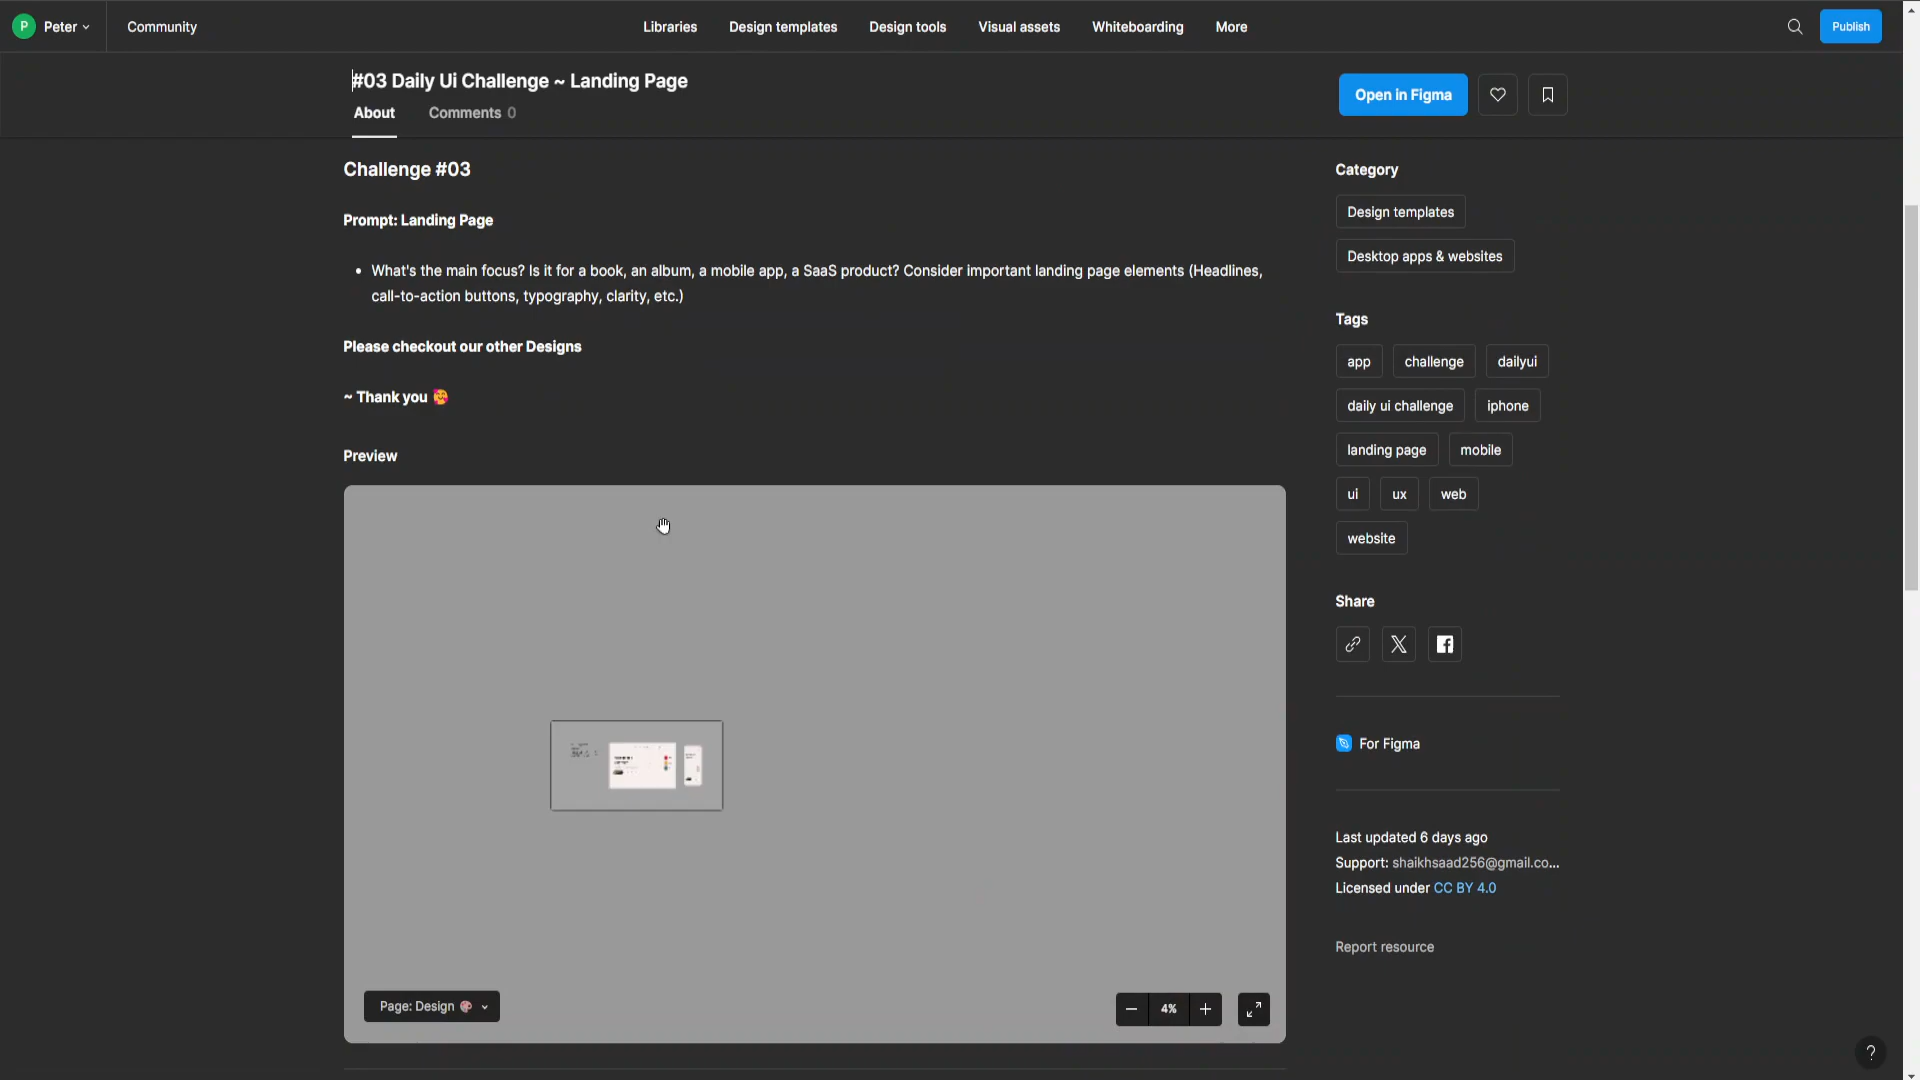 P Peter Community Libraries Design templates Design tools Visual assets Whiteboarding More Publish
#03 Daily Ui Challenge ~ Landing Page
Open in Figma
About Comments 0
Challenge #03
Prompt: Landing Page
• What's the main focus? Is it for a book, an album, a mobile app, a SaaS product? Consider important landing page elements (Headlines,
call-to-action buttons, typography, clarity, etc.)
Please checkout our other Designs
~ Thank you 🥰
Preview
Page: Design 🎨
4%
Category
Design templates
Desktop apps & websites
Tags
app challenge dailyui
daily ui challenge iphone
landing page mobile
ui ux web
website
Share
For Figma
Last updated 6 days ago
Support: shaikhsaad256@gmail.co...
Licensed under CC BY 4.0
Report resource
?